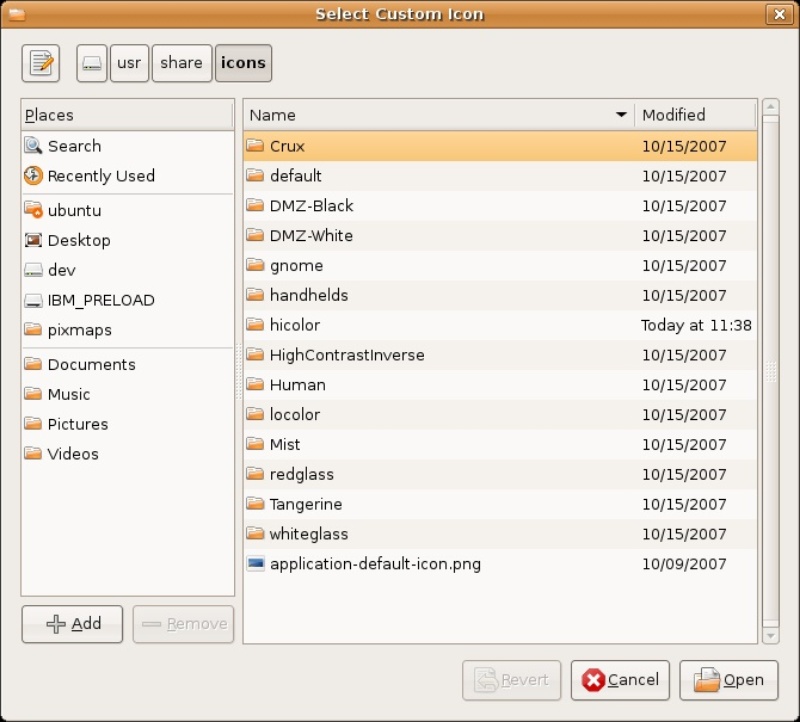 Select Custom Icon
usr share icons
Places
Search
Recently Used
ubuntu
Desktop
dev
IBM_PRELOAD
pixmaps
Documents
Music
Pictures
Videos
Add Remove
Name Modified
Crux 10/15/2007
default 10/15/2007
DMZ-Black 10/15/2007
DMZ-White 10/15/2007
gnome 10/15/2007
handhelds 10/15/2007
hicolor Today at 11:38
HighContrastInverse 10/15/2007
Human 10/15/2007
locolor 10/15/2007
Mist 10/15/2007
redglass 10/15/2007
Tangerine 10/15/2007
whiteglass 10/15/2007
application-default-icon.png 10/09/2007
Revert Cancel Open